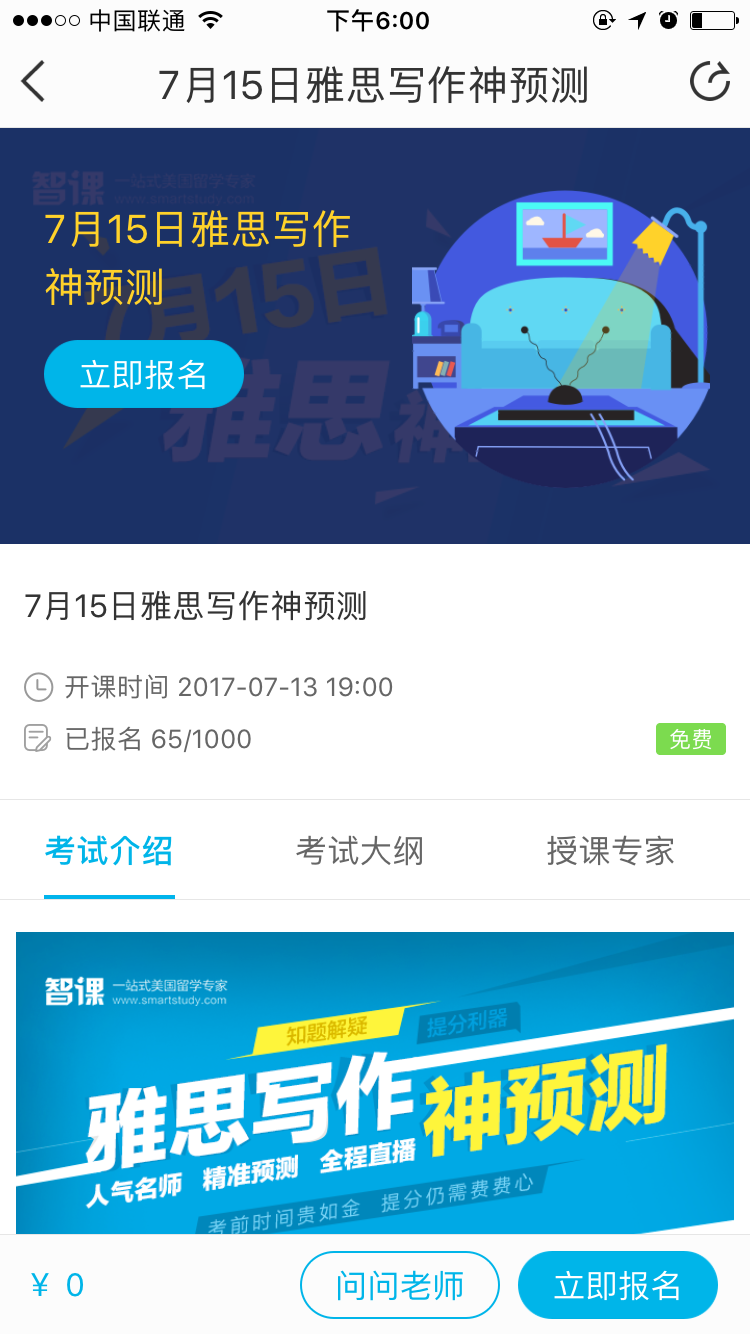 中国联通
下午6:00
7月15日雅思写作神预测
智课 一站式美国留学专家
www.smartstudy.com
7月15日雅思写作
神预测
7月15日
雅思神
立即报名
7月15日雅思写作神预测
开课时间 2017-07-13 19:00
已报名 65/1000
免费
考试介绍
考试大纲
授课专家
智课 一站式美国留学专家
www.smartstudy.com
知题解疑
提分利器
雅思写作神预测
人气名师 精准预测 全程直播
考前时间贵如金 提分仍需费费心
¥ 0
问问老师
立即报名